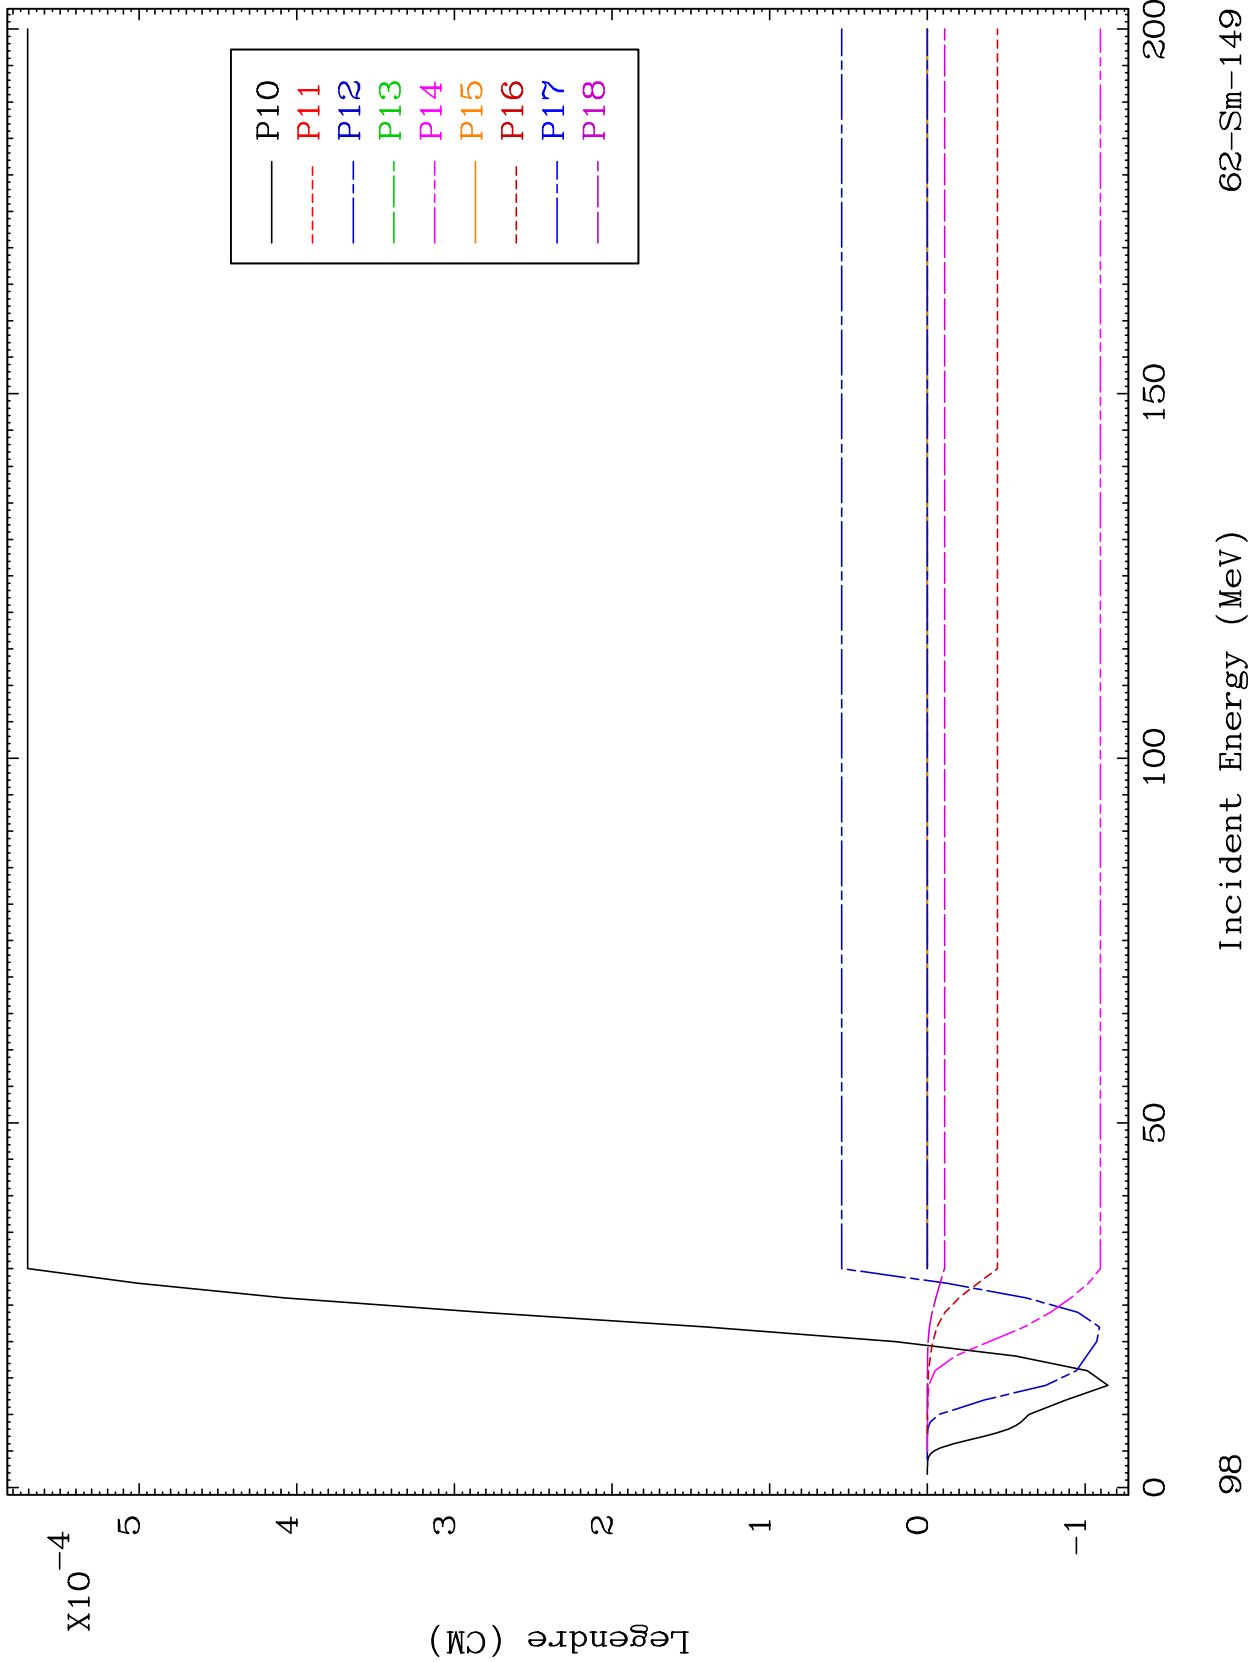 X10⁻⁴
5
4
3
2
1
0
-1
Legendre (CM)
P10
P11
P12
P13
P14
P15
P16
P17
P18
0
50
100
150
200
Incident Energy (MeV)
98
62-Sm-149